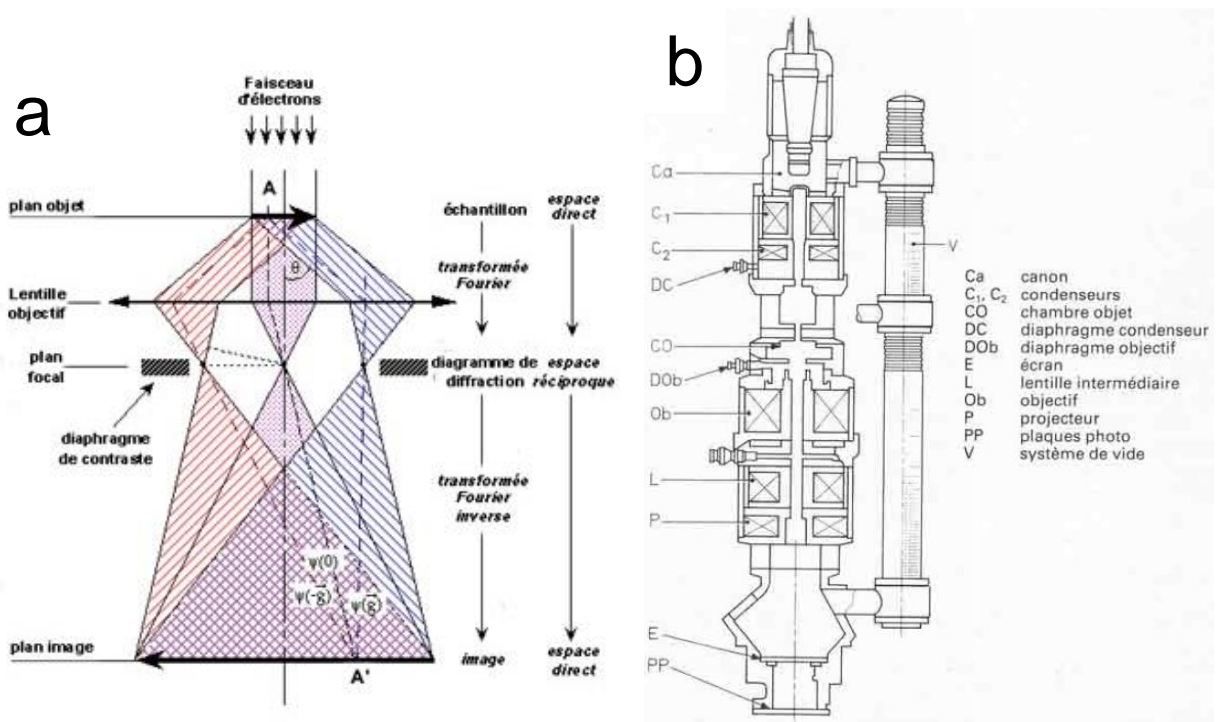 a
Faisceau
d'électrons
A
plan objet
échantillon
espace
direct
θ
transformée
Fourier
Lentille
objectif
plan
focal
diagramme de
diffraction
espace
réciproque
diaphragme
de contraste
transformée
Fourier
inverse
ψ(0)
ψ(-g)
ψ(g)
plan image
A'
image
espace
direct
b
Ca
C1
C2
DC
CO
DOb
Ob
L
P
E
PP
V
Ca canon
C1, C2 condenseurs
CO chambre objet
DC diaphragme condenseur
DOb diaphragme objectif
E écran
L lentille intermédiaire
Ob objectif
P projecteur
PP plaques photo
V système de vide